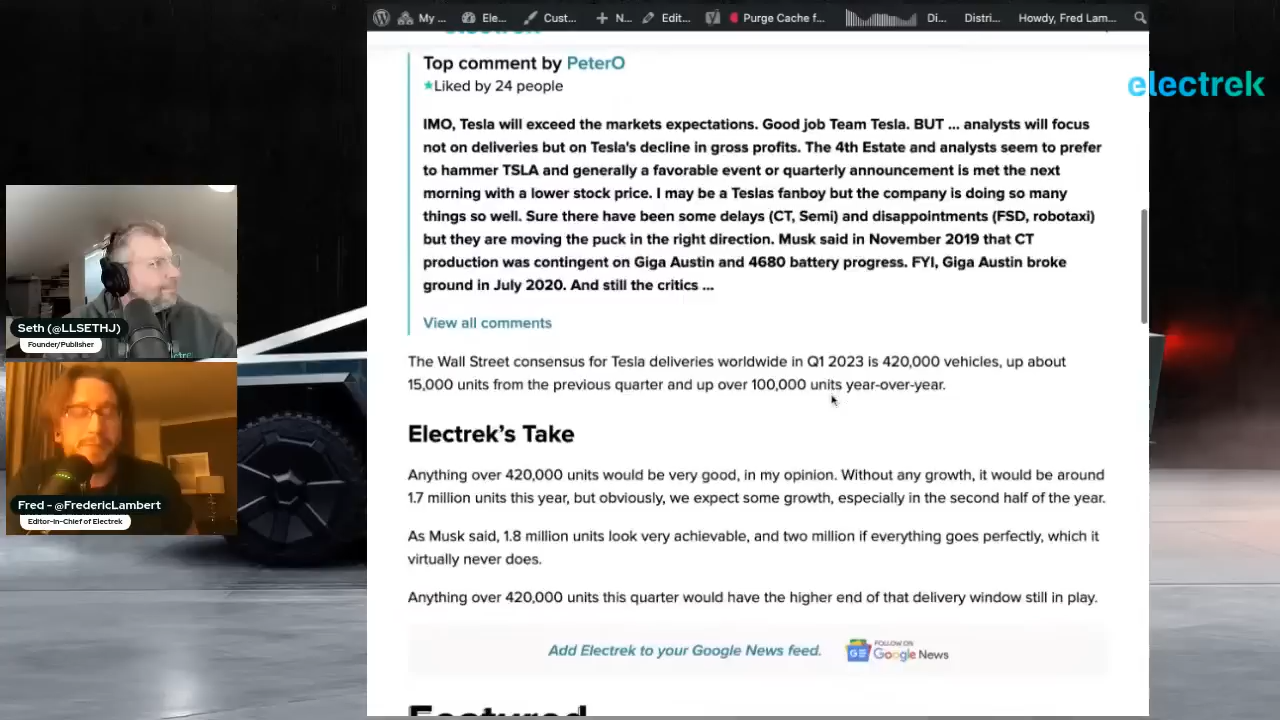 My ...
Ele...
Cust...
N...
Edit...
Purge Cache f...
Di...
Distri...
Howdy, Fred Lam...
electrek
Top comment by PeterO
Liked by 24 people
IMO, Tesla will exceed the markets expectations. Good job Team Tesla. BUT ... analysts will focus
not on deliveries but on Tesla's decline in gross profits. The 4th Estate and analysts seem to prefer
to hammer TSLA and generally a favorable event or quarterly announcement is met the next
morning with a lower stock price. I may be a Teslas fanboy but the company is doing so many
things so well. Sure there have been some delays (CT, Semi) and disappointments (FSD, robotaxi)
but they are moving the puck in the right direction. Musk said in November 2019 that CT
production was contingent on Giga Austin and 4680 battery progress. FYI, Giga Austin broke
ground in July 2020. And still the critics ...
View all comments
The Wall Street consensus for Tesla deliveries worldwide in Q1 2023 is 420,000 vehicles, up about
15,000 units from the previous quarter and up over 100,000 units year-over-year.
Electrek's Take
Anything over 420,000 units would be very good, in my opinion. Without any growth, it would be around
1.7 million units this year, but obviously, we expect some growth, especially in the second half of the year.
As Musk said, 1.8 million units look very achievable, and two million if everything goes perfectly, which it
virtually never does.
Anything over 420,000 units this quarter would have the higher end of that delivery window still in play.
Add Electrek to your Google News feed.
FOLLOW ON
Google News
Featured
Seth (@LLSETHJ)
Founder/Publisher
Fred - @FredericLambert
Editor-in-Chief of Electrek